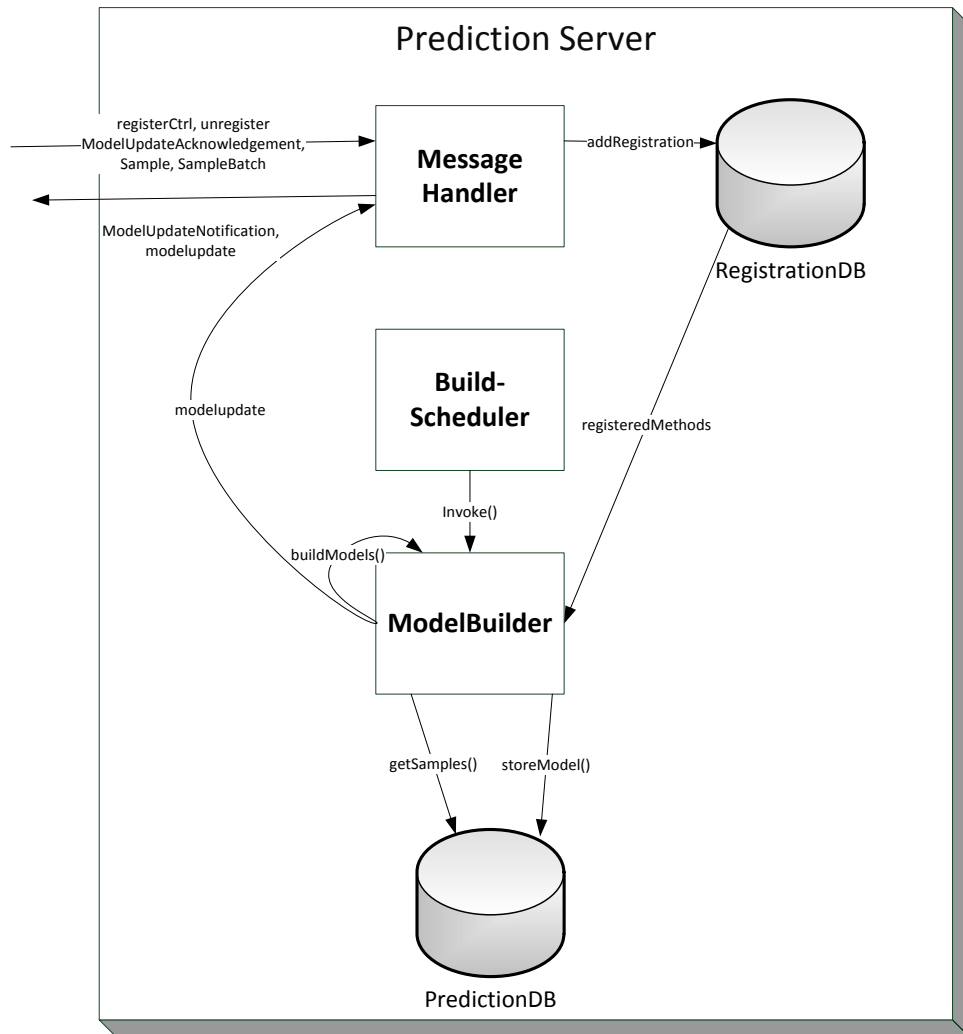 Prediction Server
registerCtrl, unregister
ModelUpdateAcknowledgement,
Sample, SampleBatch
Message
Handler
addRegistration
ModelUpdateNotification,
modelupdate
RegistrationDB
Build-
Scheduler
modelupdate
registeredMethods
Invoke()
buildModels()
ModelBuilder
getSamples()
storeModel()
PredictionDB